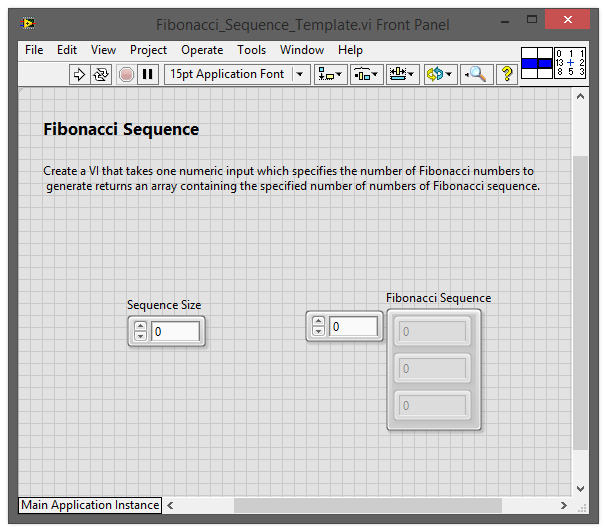 Fibonacci_Sequence_Template.vi Front Panel
File Edit View Project Operate Tools Window Help
15pt Application Font
?
0 1 1
13 + 2
8 5 3
Fibonacci Sequence
Create a VI that takes one numeric input which specifies the number of Fibonacci numbers to
generate returns an array containing the specified number of numbers of Fibonacci sequence.
Sequence Size
0
Fibonacci Sequence
0
0
0
0
Main Application Instance